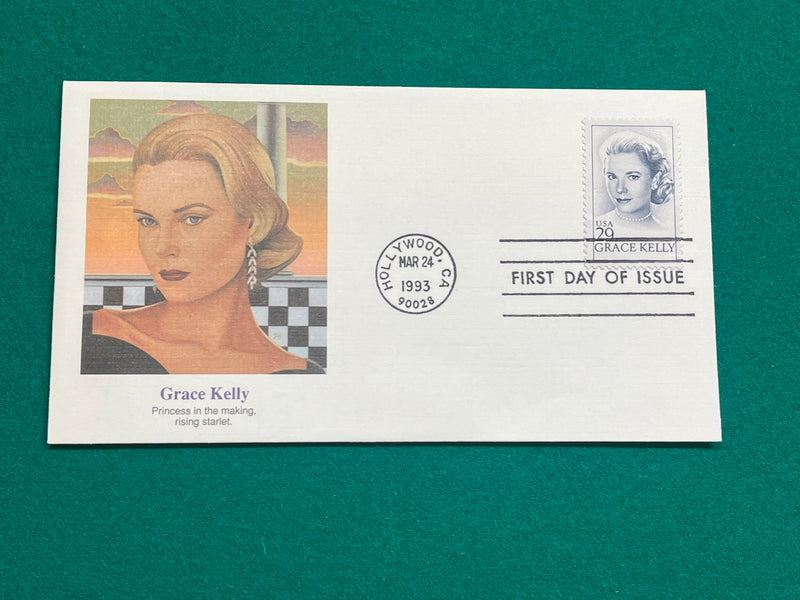 Grace Kelly
Princess in the making,
rising starlet.
HOLLYWOOD, CA
MAR 24
1993
90028
USA
29
GRACE KELLY
FIRST DAY OF ISSUE